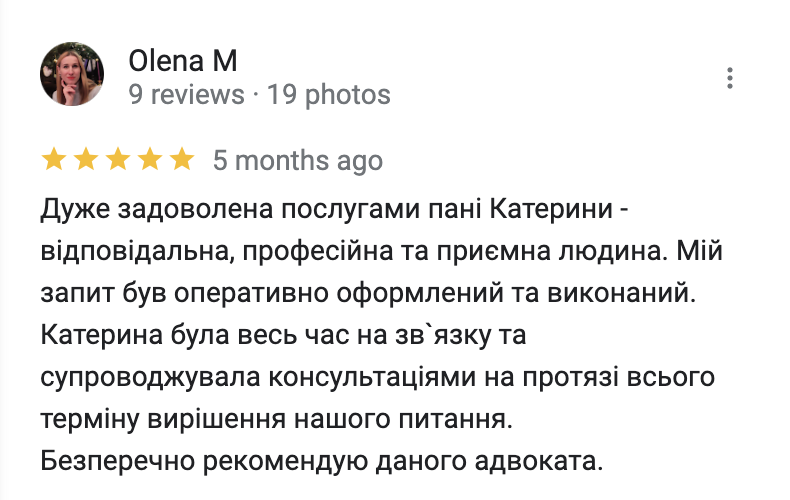 Olena M
9 reviews · 19 photos
5 months ago
Дуже задоволена послугами пані Катерини -
відповідальна, професійна та приємна людина. Мій
запит був оперативно оформлений та виконаний.
Катерина була весь час на зв`язку та
супроводжувала консультаціями на протязі всього
терміну вирішення нашого питання.
Безперечно рекомендую даного адвоката.